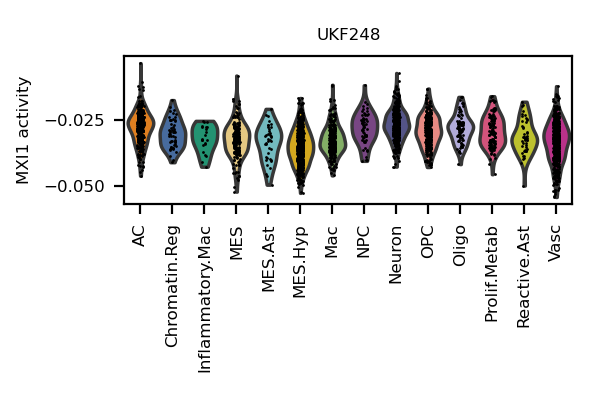 UKF248
MXI1 activity
−0.025
−0.050
AC
Chromatin.Reg
Inflammatory.Mac
MES
MES.Ast
MES.Hyp
Mac
NPC
Neuron
OPC
Oligo
Prolif.Metab
Reactive.Ast
Vasc